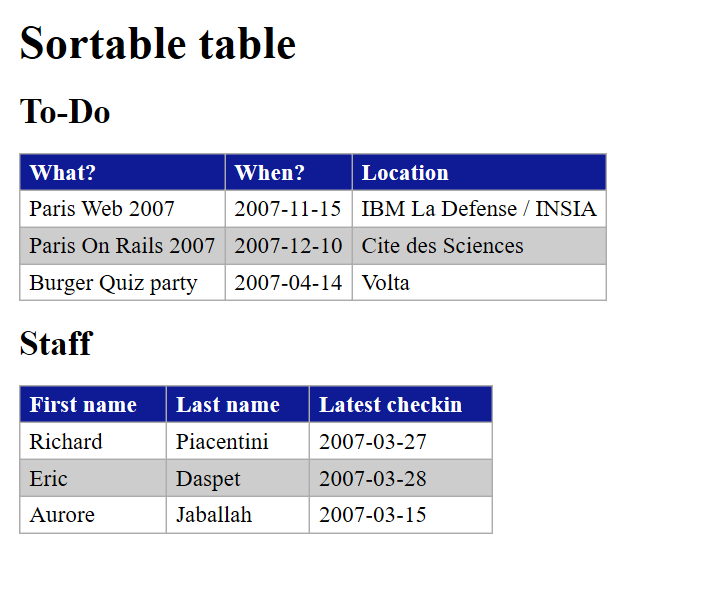 Sortable table
To-Do
What? When? Location
Paris Web 2007 2007-11-15 IBM La Defense / INSIA
Paris On Rails 2007 2007-12-10 Cite des Sciences
Burger Quiz party 2007-04-14 Volta
Staff
First name Last name Latest checkin
Richard Piacentini 2007-03-27
Eric Daspet 2007-03-28
Aurore Jaballah 2007-03-15